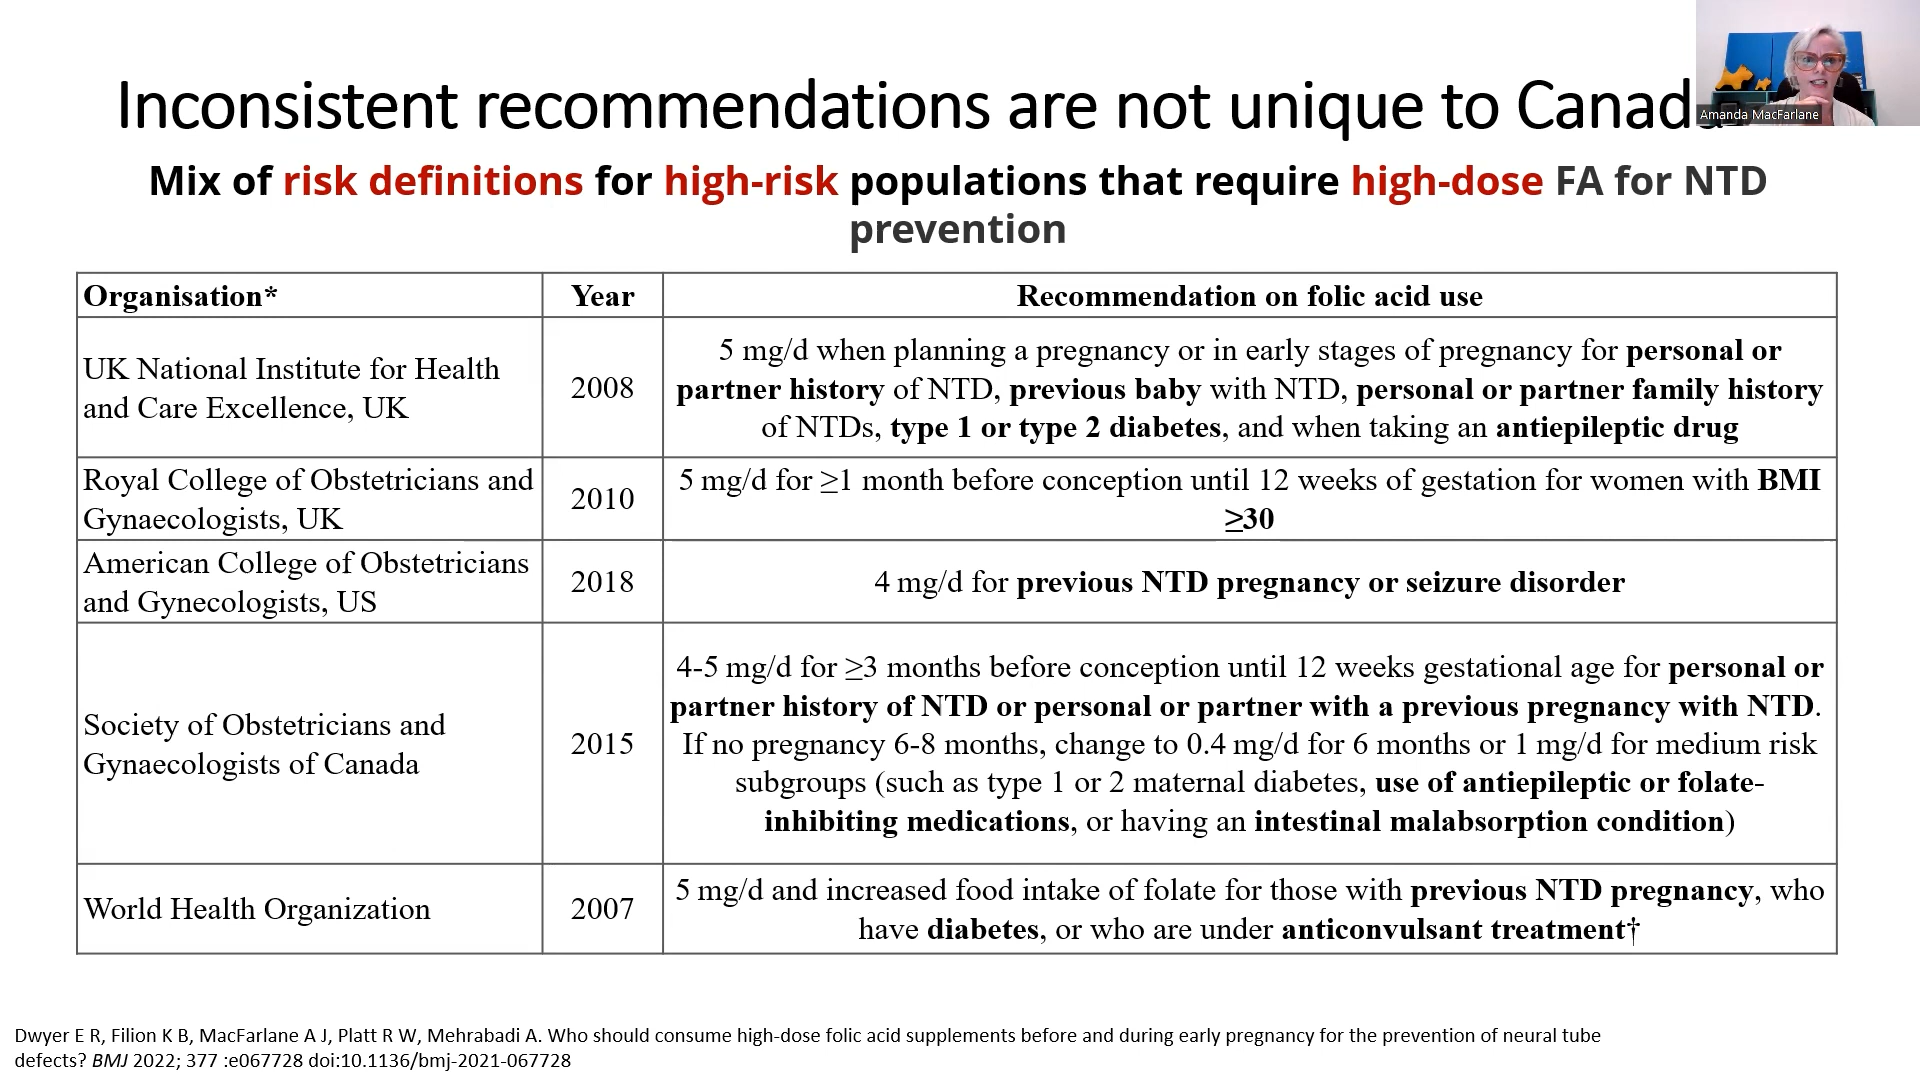 Inconsistent recommendations are not unique to Canad
Amanda MacFarlane
Mix of risk definitions for high-risk populations that require high-dose FA for NTD
prevention
Organisation* Year Recommendation on folic acid use
UK National Institute for Health
and Care Excellence, UK
2008
5 mg/d when planning a pregnancy or in early stages of pregnancy for personal or
partner history of NTD, previous baby with NTD, personal or partner family history
of NTDs, type 1 or type 2 diabetes, and when taking an antiepileptic drug
Royal College of Obstetricians and
Gynaecologists, UK
2010
5 mg/d for ≥1 month before conception until 12 weeks of gestation for women with BMI
≥30
American College of Obstetricians
and Gynecologists, US
2018
4 mg/d for previous NTD pregnancy or seizure disorder
Society of Obstetricians and
Gynaecologists of Canada
2015
4-5 mg/d for ≥3 months before conception until 12 weeks gestational age for personal or
partner history of NTD or personal or partner with a previous pregnancy with NTD.
If no pregnancy 6-8 months, change to 0.4 mg/d for 6 months or 1 mg/d for medium risk
subgroups (such as type 1 or 2 maternal diabetes, use of antiepileptic or folate-
inhibiting medications, or having an intestinal malabsorption condition)
World Health Organization
2007
5 mg/d and increased food intake of folate for those with previous NTD pregnancy, who
have diabetes, or who are under anticonvulsant treatment†
Dwyer E R, Filion K B, MacFarlane A J, Platt R W, Mehrabadi A. Who should consume high-dose folic acid supplements before and during early pregnancy for the prevention of neural tube
defects? BMJ 2022; 377 :e067728 doi:10.1136/bmj-2021-067728